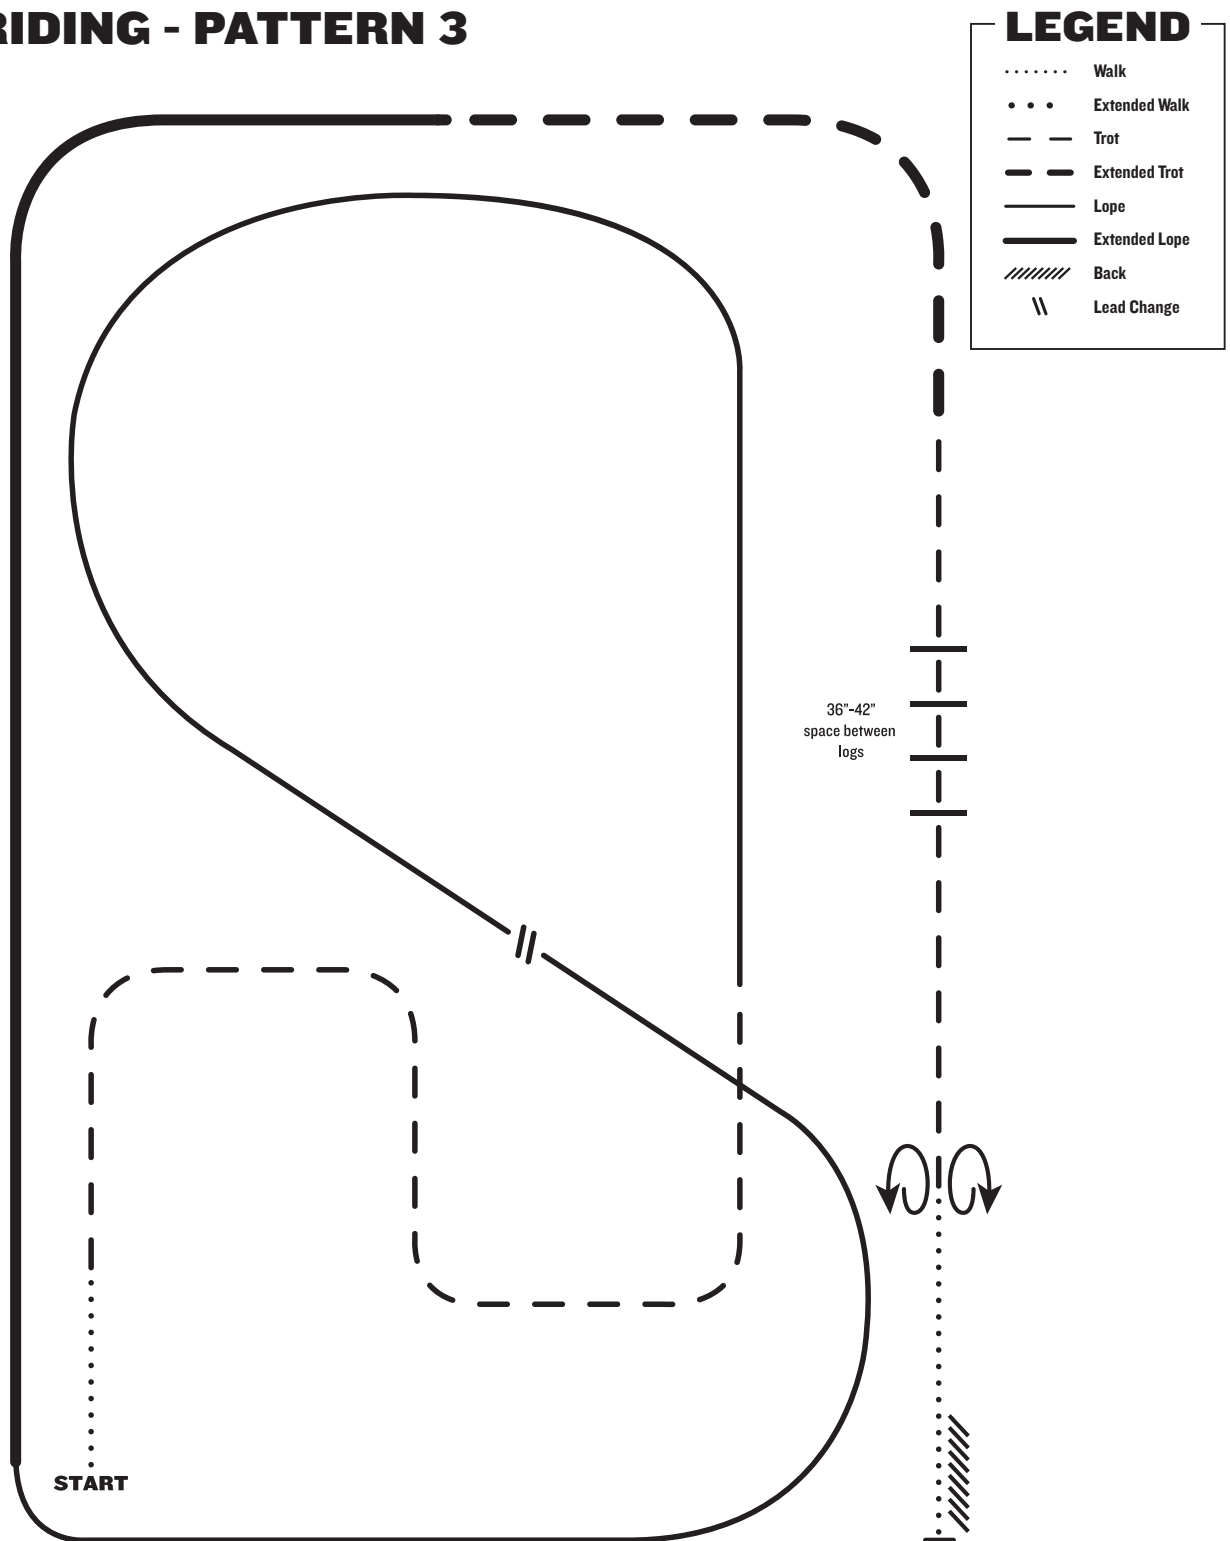 RIDING - PATTERN 3
LEGEND
Walk
Extended Walk
Trot
Extended Trot
Lope
Extended Lope
Back
Lead Change
36”-42”
space between
logs
START